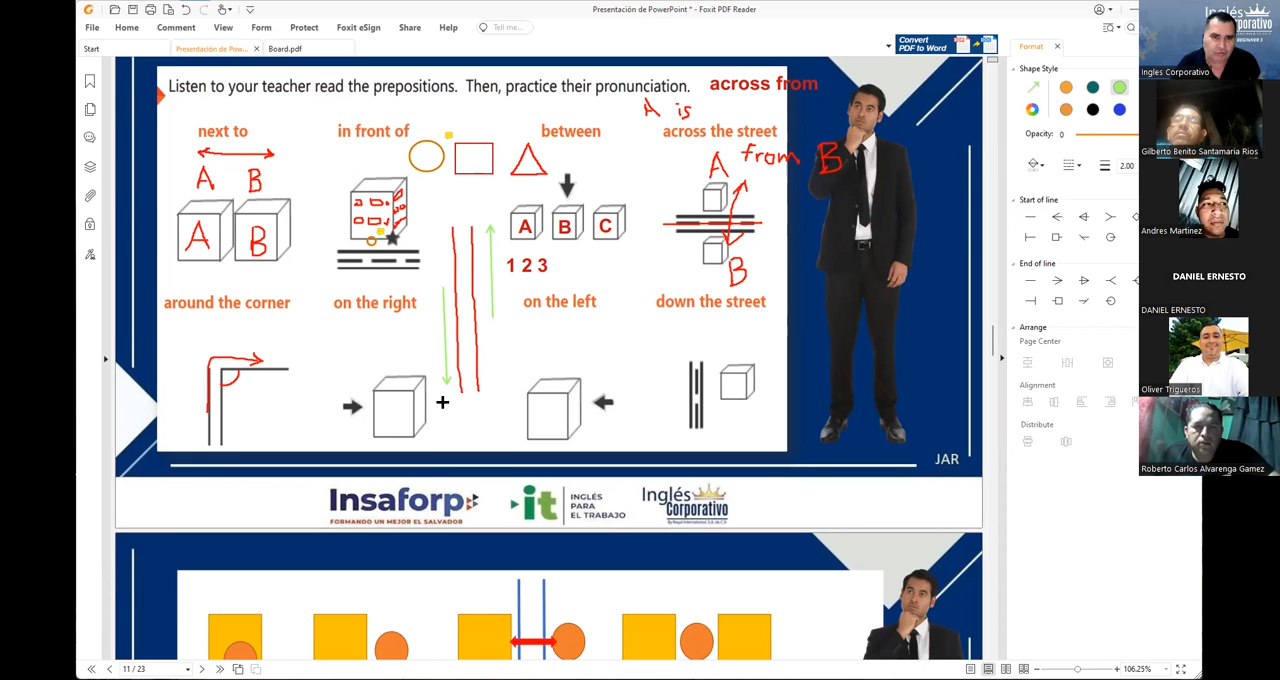 Presentación de PowerPoint * - Foxit PDF Reader
File Home Comment View Form Protect Foxit eSign Share Help Tell me...
Start Presentación de Pow... Board.pdf
Convert
PDF to Word
Listen to your teacher read the prepositions. Then, practice their pronunciation.
across from
A is
next to in front of between across the street
from B
A B A
A B
A B C
B
1 2 3
around the corner on the right on the left down the street
JAR
Insaforp
FORMANDO UN MEJOR EL SALVADOR
it
INGLÉS
PARA
EL TRABAJO
Inglés
Corporativo
11 / 23
106.25%
Format
Shape Style
Opacity: 0
2.00
Start of line
End of line
Arrange
Page Center
Alignment
Distribute
Inglés
Corporativo
BEGINNER 3
Ingles Corporativo
Gilberto Benito Santamaria Rios
Andres Martinez
DANIEL ERNESTO
DANIEL ERNESTO
Oliver Trigueros
Roberto Carlos Alvarenga Gamez